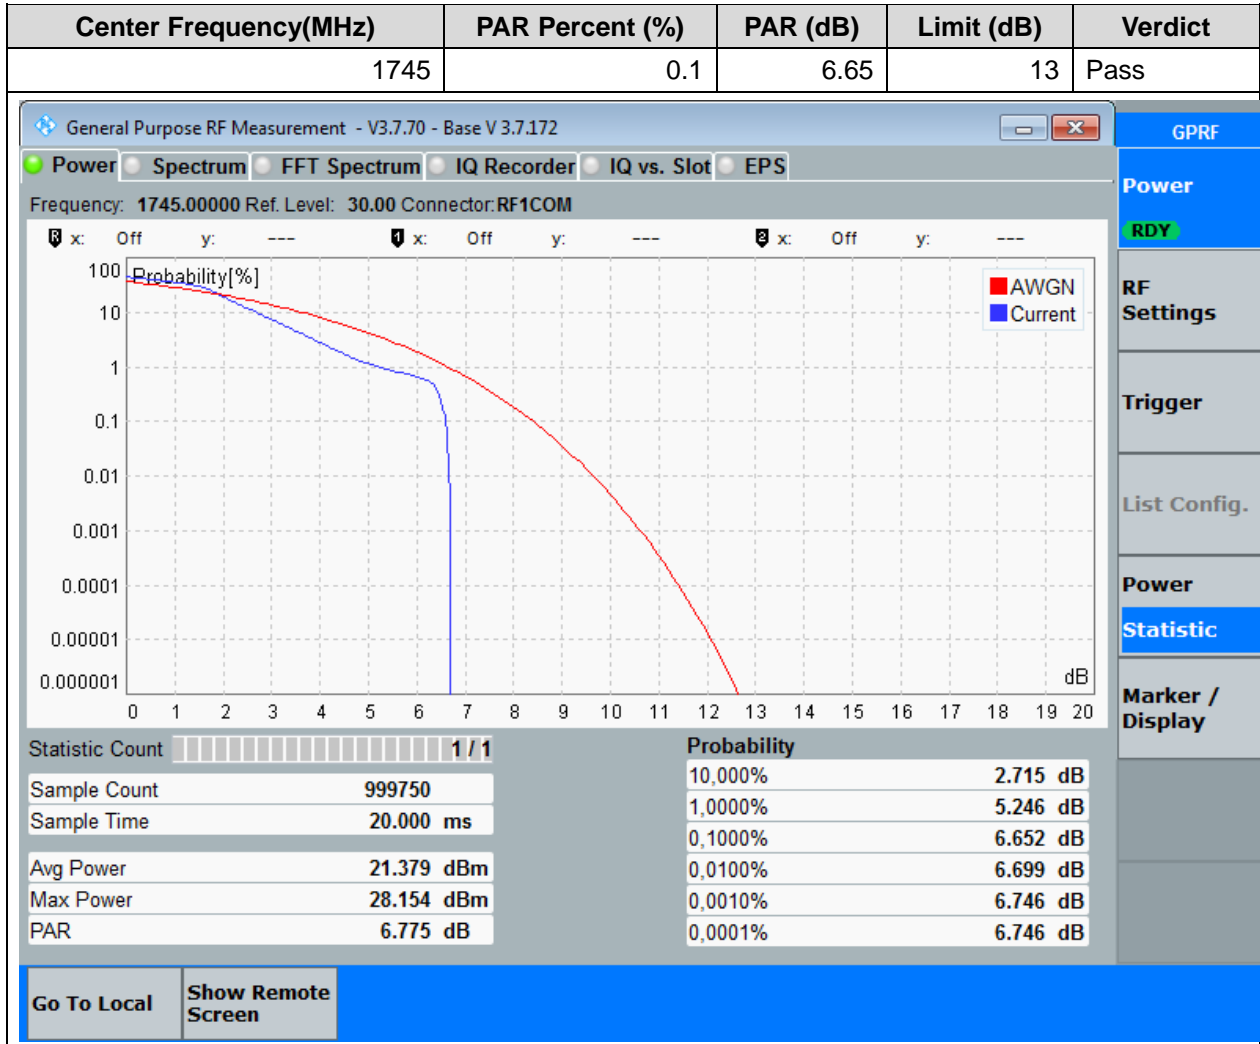 Center Frequency(MHz) PAR Percent (%) PAR (dB) Limit (dB) Verdict
1745 0.1 6.65 13 Pass
General Purpose RF Measurement - V3.7.70 - Base V 3.7.172
GPRF
Power Spectrum FFT Spectrum IQ Recorder IQ vs. Slot EPS
Frequency: 1745.00000 Ref. Level: 30.00 Connector: RF1COM
R x: Off y: --- 1 x: Off y: --- 2 x: Off y: ---
Probability[%]
AWGN
Current
100
10
1
0.1
0.01
0.001
0.0001
0.00001
0.000001
dB
0 1 2 3 4 5 6 7 8 9 10 11 12 13 14 15 16 17 18 19 20
Statistic Count 1 / 1
Sample Count 999750
Sample Time 20.000 ms
Avg Power 21.379 dBm
Max Power 28.154 dBm
PAR 6.775 dB
Probability
10,000% 2.715 dB
1,0000% 5.246 dB
0,1000% 6.652 dB
0,0100% 6.699 dB
0,0010% 6.746 dB
0,0001% 6.746 dB
Power
RDY
RF
Settings
Trigger
List Config.
Power
Statistic
Marker /
Display
Go To Local
Show Remote
Screen